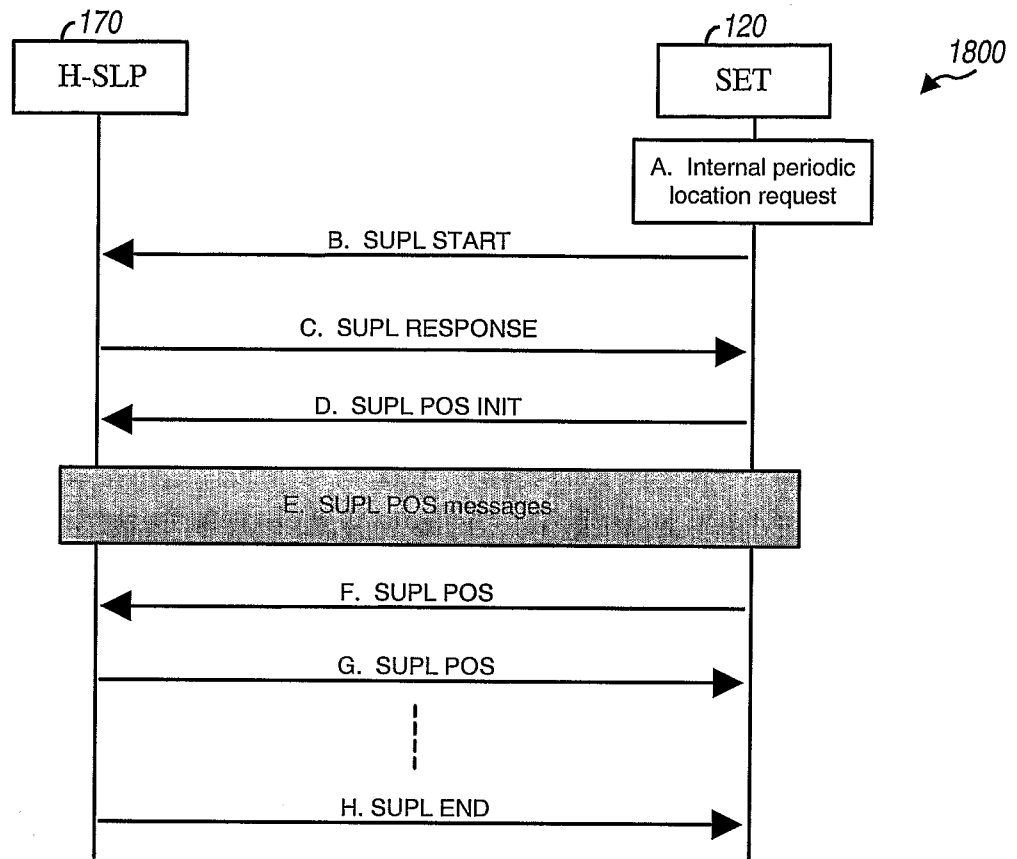 170
H-SLP
120
SET
1800
A. Internal periodic
location request
B. SUPL START
C. SUPL RESPONSE
D. SUPL POS INIT
E. SUPL POS messages
F. SUPL POS
G. SUPL POS
H. SUPL END